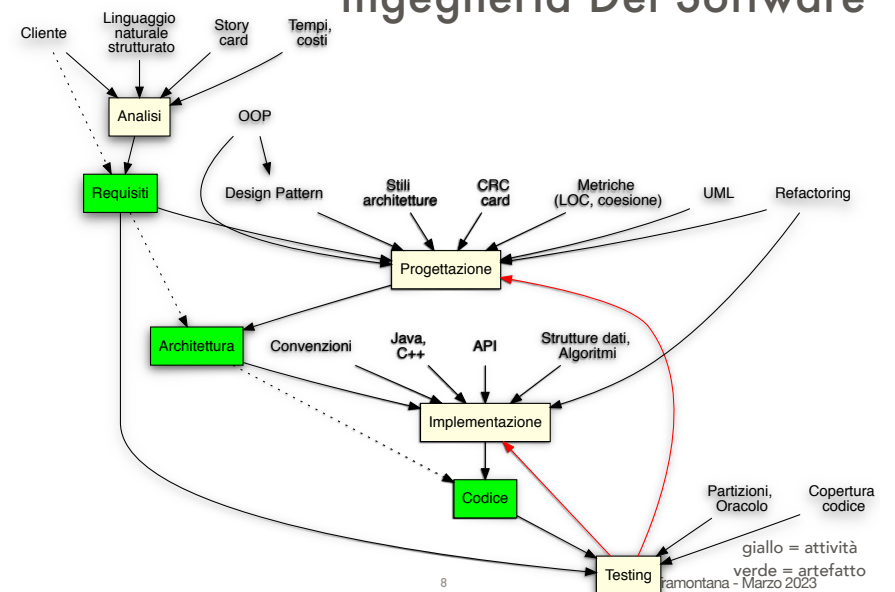 Ingegneria Del Software
Cliente
Linguaggio
naturale
strutturato
Story
card
Tempi,
costi
Analisi
OOP
Requisiti
Design Pattern
Stili
architetture
CRC
card
Metriche
(LOC, coesione)
UML
Refactoring
Progettazione
Architettura
Convenzioni
Java,
C++
API
Strutture dati,
Algoritmi
Implementazione
Codice
Partizioni,
Oracolo
Copertura
codice
giallo = attività
verde = artefatto
Testing
8
ramontana - Marzo 2023